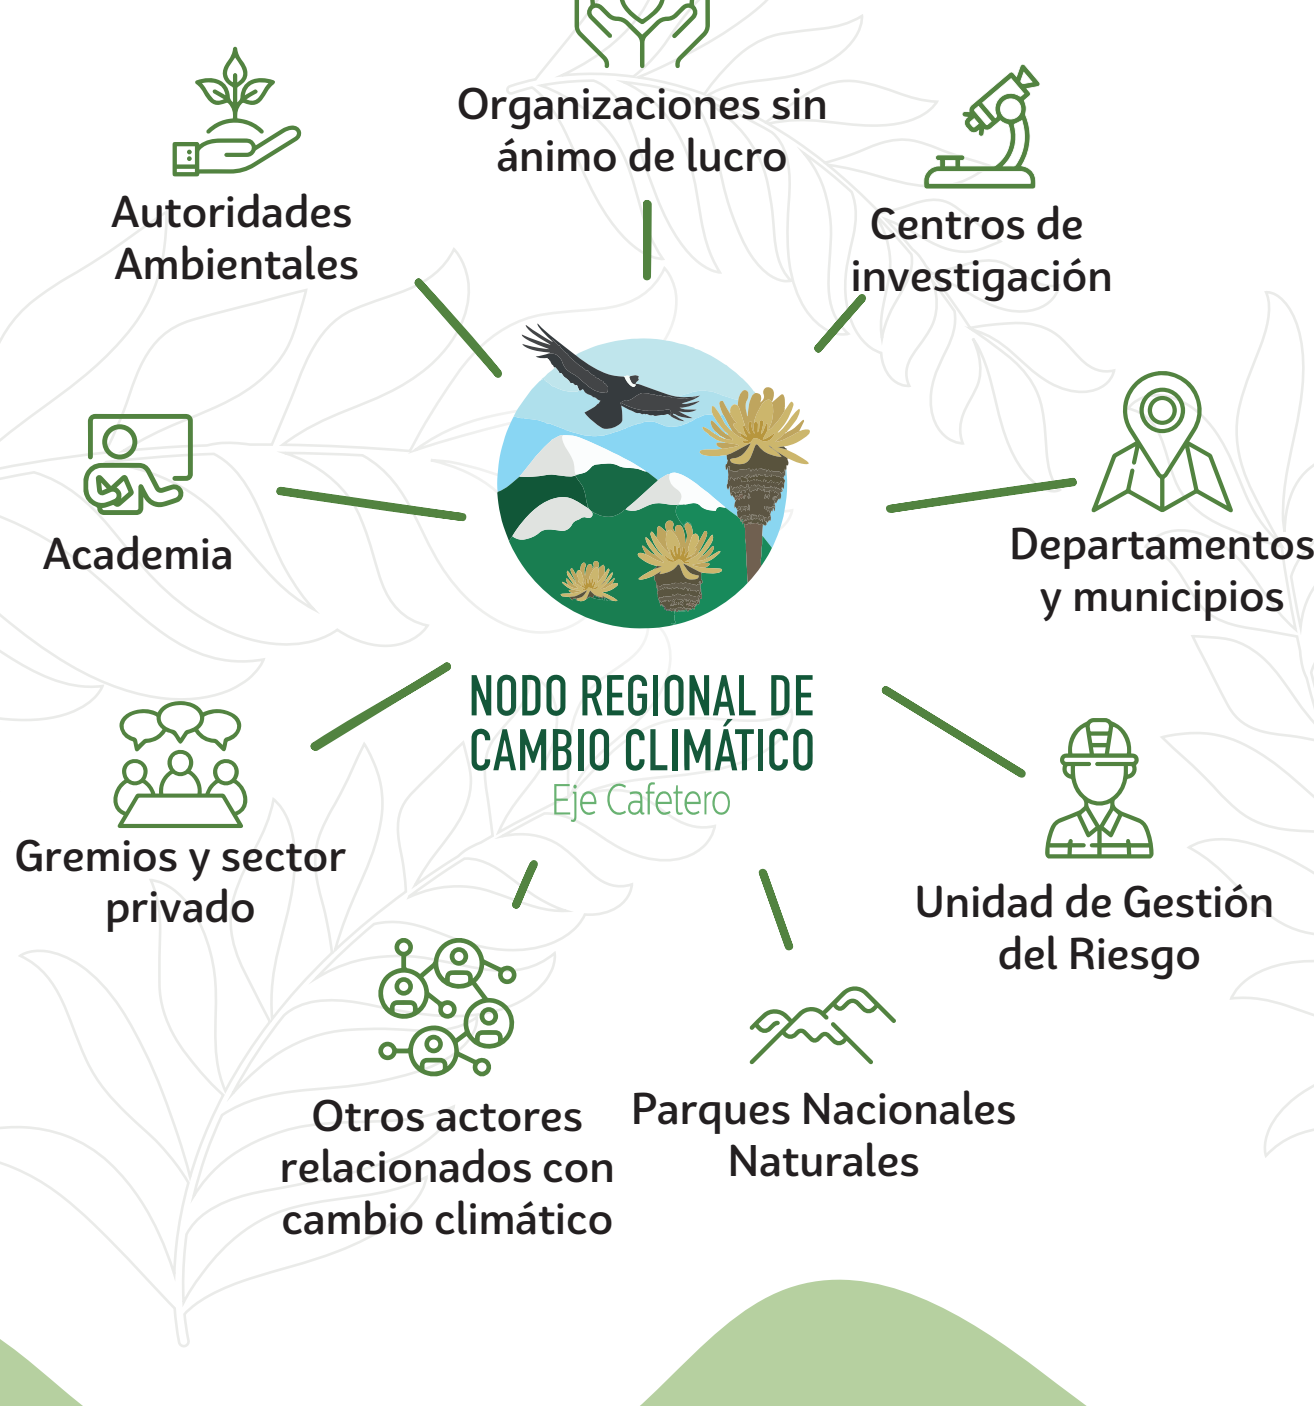 Organizaciones sin
ánimo de lucro
Autoridades
Ambientales
Centros de
investigación
Academia
Departamentos
y municipios
NODO REGIONAL DE
CAMBIO CLIMÁTICO
Eje Cafetero
Gremios y sector
privado
Unidad de Gestión
del Riesgo
Otros actores
relacionados con
cambio climático
Parques Nacionales
Naturales